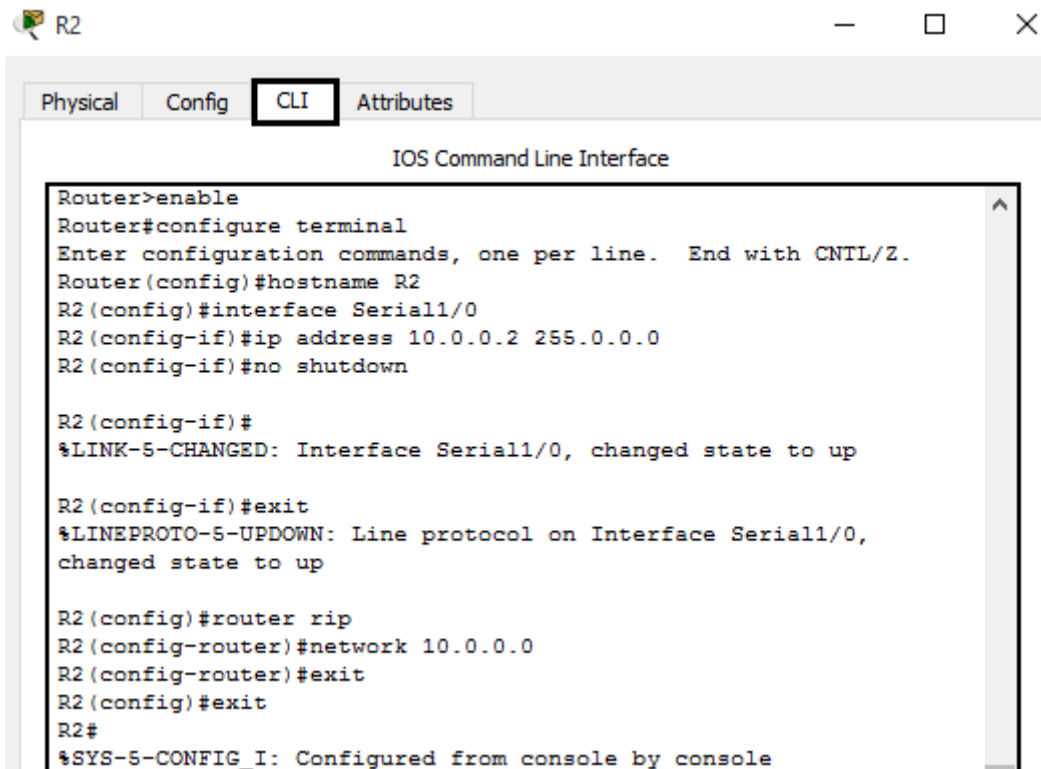 R2
Physical Config CLI Attributes
IOS Command Line Interface
Router>enable
Router#configure terminal
Enter configuration commands, one per line.  End with CNTL/Z.
Router(config)#hostname R2
R2(config)#interface Serial1/0
R2(config-if)#ip address 10.0.0.2 255.0.0.0
R2(config-if)#no shutdown
R2(config-if)#
%LINK-5-CHANGED: Interface Serial1/0, changed state to up
R2(config-if)#exit
%LINEPROTO-5-UPDOWN: Line protocol on Interface Serial1/0,
changed state to up
R2(config)#router rip
R2(config-router)#network 10.0.0.0
R2(config-router)#exit
R2(config)#exit
R2#
%SYS-5-CONFIG_I: Configured from console by console